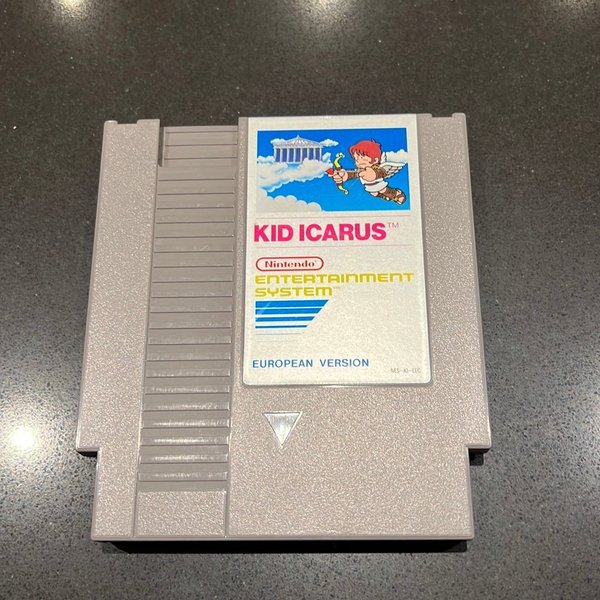 KID ICARUS™
Nintendo®
ENTERTAINMENT
SYSTEM™
EUROPEAN VERSION